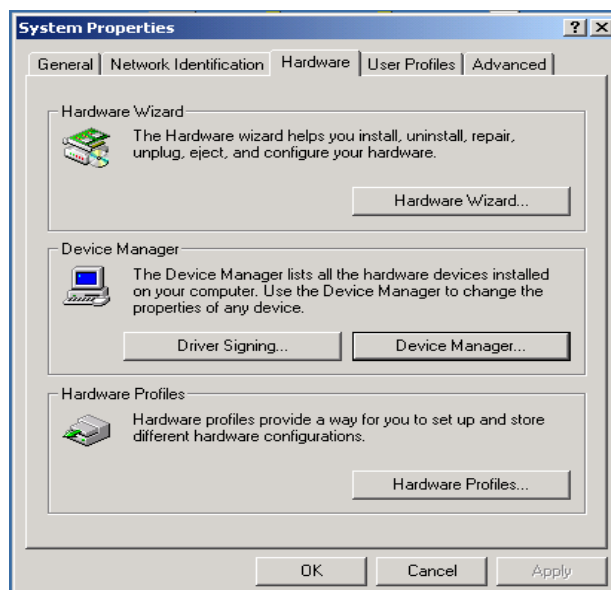 System Properties
General
Network Identification
Hardware
User Profiles
Advanced
Hardware Wizard
The Hardware wizard helps you install, uninstall, repair,
unplug, eject, and configure your hardware.
Hardware Wizard...
Device Manager
The Device Manager lists all the hardware devices installed
on your computer. Use the Device Manager to change the
properties of any device.
Driver Signing...
Device Manager...
Hardware Profiles
Hardware profiles provide a way for you to set up and store
different hardware configurations.
Hardware Profiles...
OK
Cancel
Apply